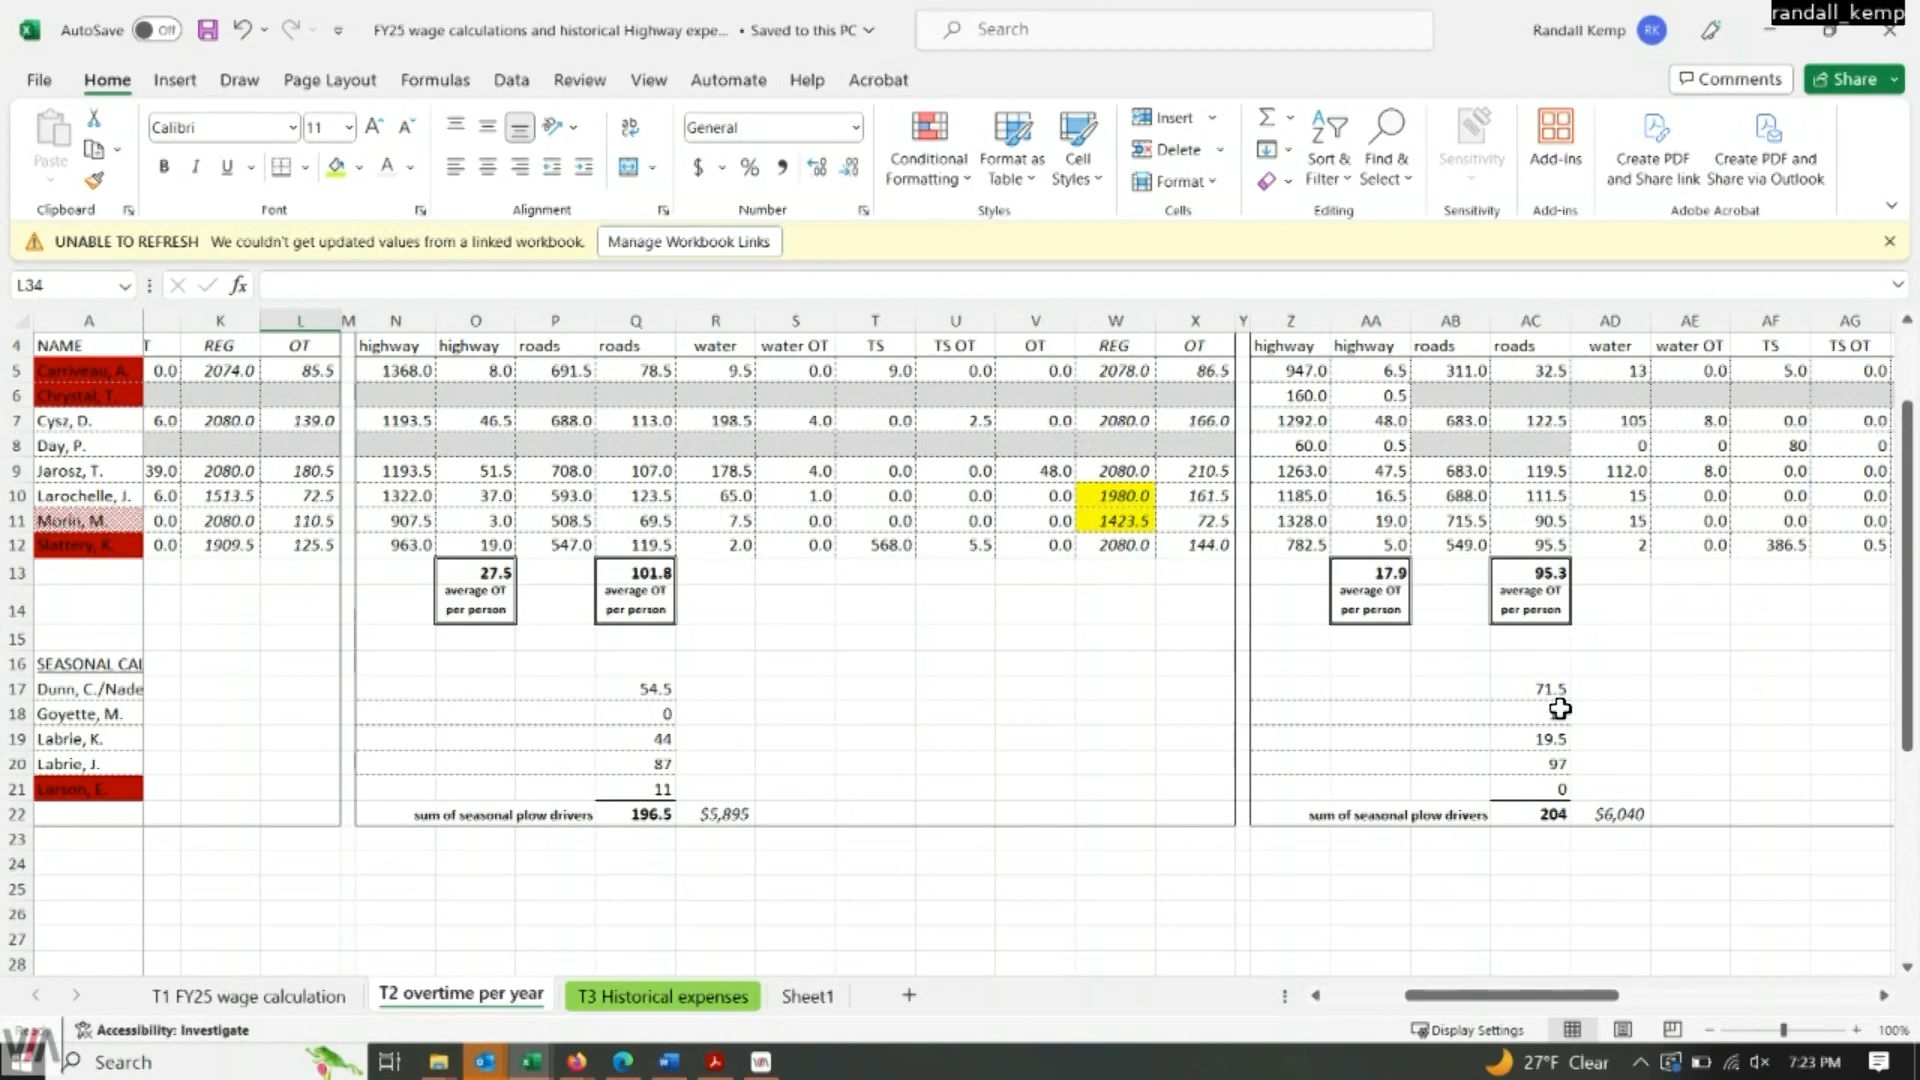 randall_kemp
AutoSave Off FY25 wage calculations and historical Highway expe... • Saved to this PC Search Randall Kemp RK
File Home Insert Draw Page Layout Formulas Data Review View Automate Help Acrobat Comments Share
Paste Calibri 11 General Conditional Formatting Format as Table Cell Styles Insert Delete Format Sort & Filter Find & Select Sensitivity Add-ins Create PDF and Share link Create PDF and Share via Outlook
Clipboard Font Alignment Number Styles Cells Editing Sensitivity Add-ins Adobe Acrobat
UNABLE TO REFRESH We couldn't get updated values from a linked workbook. Manage Workbook Links
L34 fx
A K L M N O P Q R S T U V W X Y Z AA AB AC AD AE AF AG
4 NAME T REG OT highway highway roads roads water water OT TS TS OT OT REG OT highway highway roads roads water water OT TS TS OT
5 Carriveau, A. 0.0 2074.0 85.5 1368.0 8.0 691.5 78.5 9.5 0.0 9.0 0.0 0.0 2078.0 86.5 947.0 6.5 311.0 32.5 13 0.0 5.0 0.0
6 Chrystal, T. 160.0 0.5
7 Cysz, D. 6.0 2080.0 139.0 1193.5 46.5 688.0 113.0 198.5 4.0 0.0 2.5 0.0 2080.0 166.0 1292.0 48.0 683.0 122.5 105 8.0 0.0 0.0
8 Day, P. 60.0 0.5 0 0 80 0
9 Jarosz, T. 39.0 2080.0 180.5 1193.5 51.5 708.0 107.0 178.5 4.0 0.0 0.0 48.0 2080.0 210.5 1263.0 47.5 683.0 119.5 112.0 8.0 0.0 0.0
10 Larochelle, J. 6.0 1513.5 72.5 1322.0 37.0 593.0 123.5 65.0 1.0 0.0 0.0 0.0 1980.0 161.5 1185.0 16.5 688.0 111.5 15 0.0 0.0 0.0
11 Morin, M. 0.0 2080.0 110.5 907.5 3.0 508.5 69.5 7.5 0.0 0.0 0.0 0.0 1423.5 72.5 1328.0 19.0 715.5 90.5 15 0.0 0.0 0.0
12 Slattery, K. 0.0 1909.5 125.5 963.0 19.0 547.0 119.5 2.0 0.0 568.0 5.5 0.0 2080.0 144.0 782.5 5.0 549.0 95.5 2 0.0 386.5 0.5
13 27.5 101.8 17.9 95.3
average OT average OT average OT average OT
14 per person per person per person per person
15
16 SEASONAL CAL
17 Dunn, C./Nade 54.5 71.5
18 Goyette, M. 0
19 Labrie, K. 44 19.5
20 Labrie, J. 87 97
21 Larson, E. 11 0
22 sum of seasonal plow drivers 196.5 $5,895 sum of seasonal plow drivers 204 $6,040
23
24
25
26
27
28
T1 FY25 wage calculation T2 overtime per year T3 Historical expenses Sheet1
Accessibility: Investigate Display Settings 100%
VA Search 27°F Clear 7:23 PM